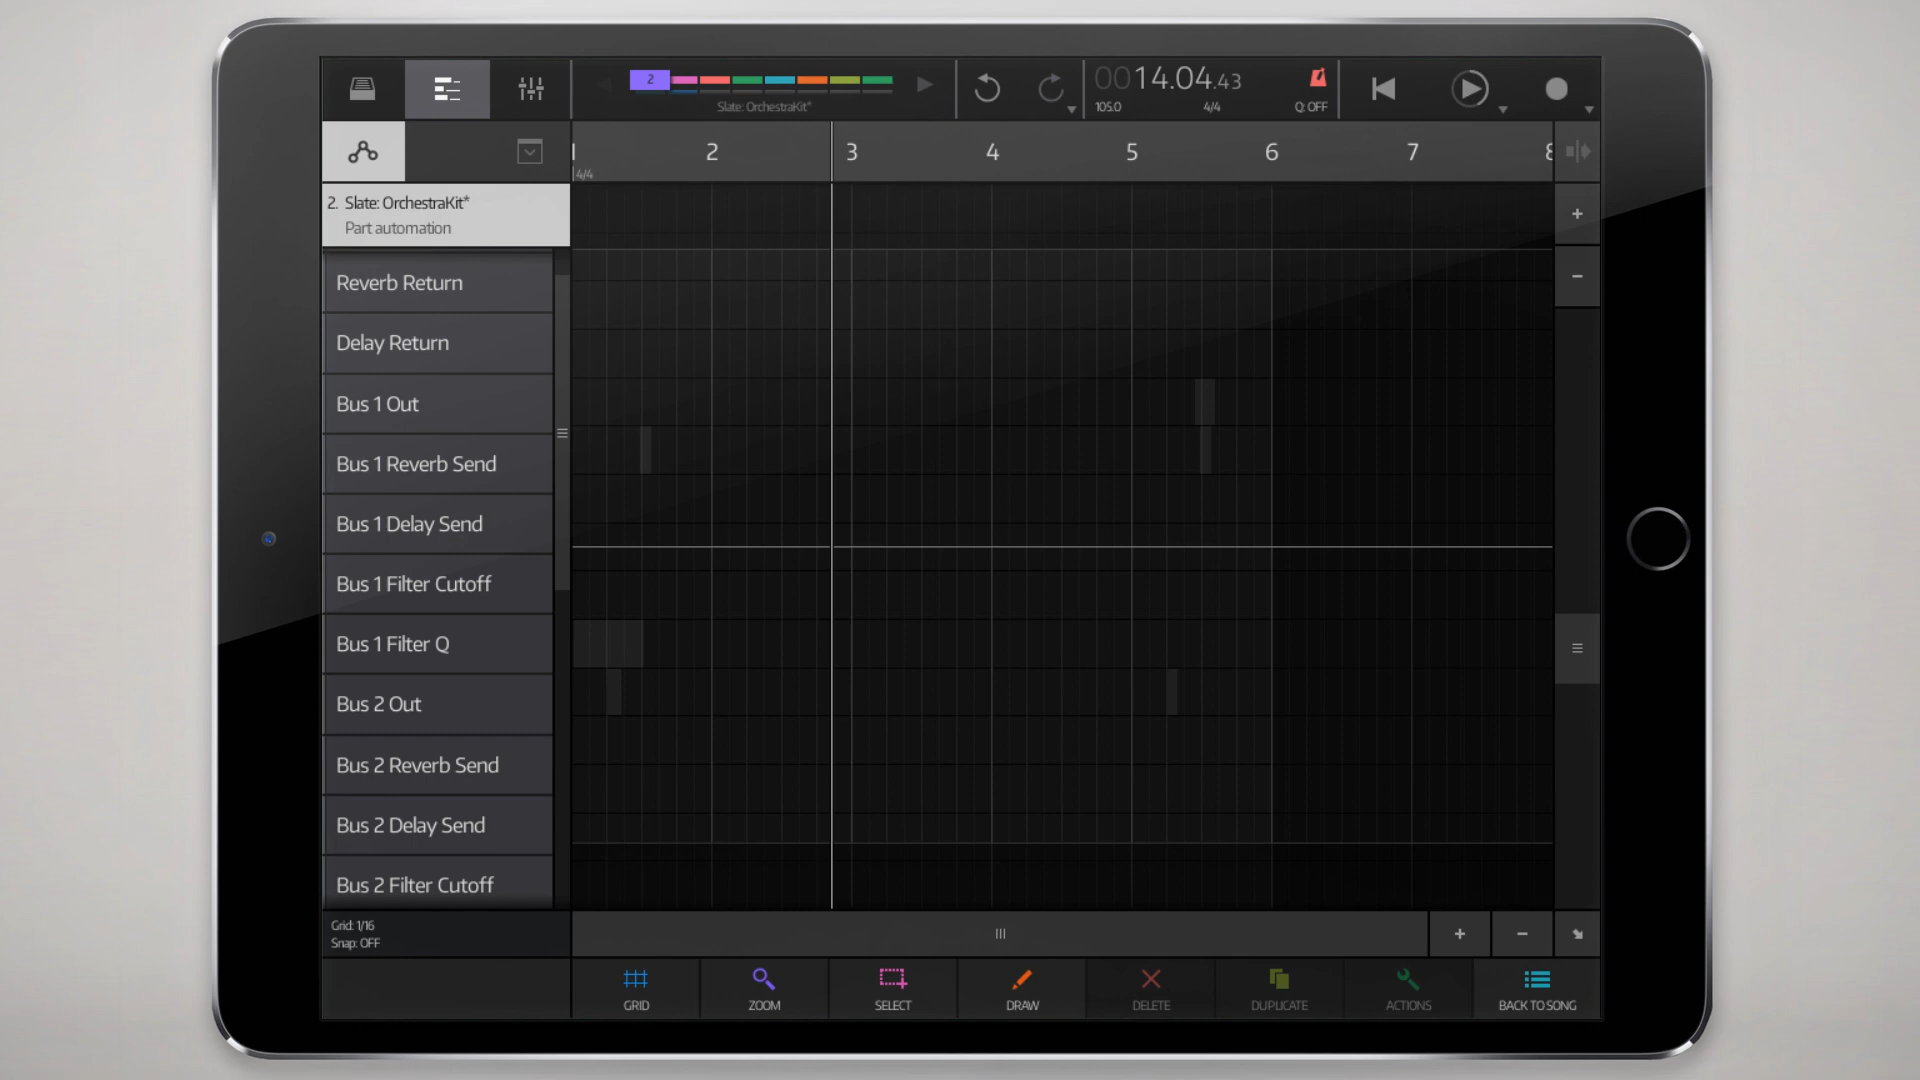 2
Slate: OrchestraKit*
0014.04.43
105.0
4/4
Q: OFF
1 2 3 4 5 6 7 8
4/4
2. Slate: OrchestraKit*
Part automation
Reverb Return
Delay Return
Bus 1 Out
Bus 1 Reverb Send
Bus 1 Delay Send
Bus 1 Filter Cutoff
Bus 1 Filter Q
Bus 2 Out
Bus 2 Reverb Send
Bus 2 Delay Send
Bus 2 Filter Cutoff
Grid: 1/16
Snap: OFF
GRID
ZOOM
SELECT
DRAW
DELETE
DUPLICATE
ACTIONS
BACK TO SONG